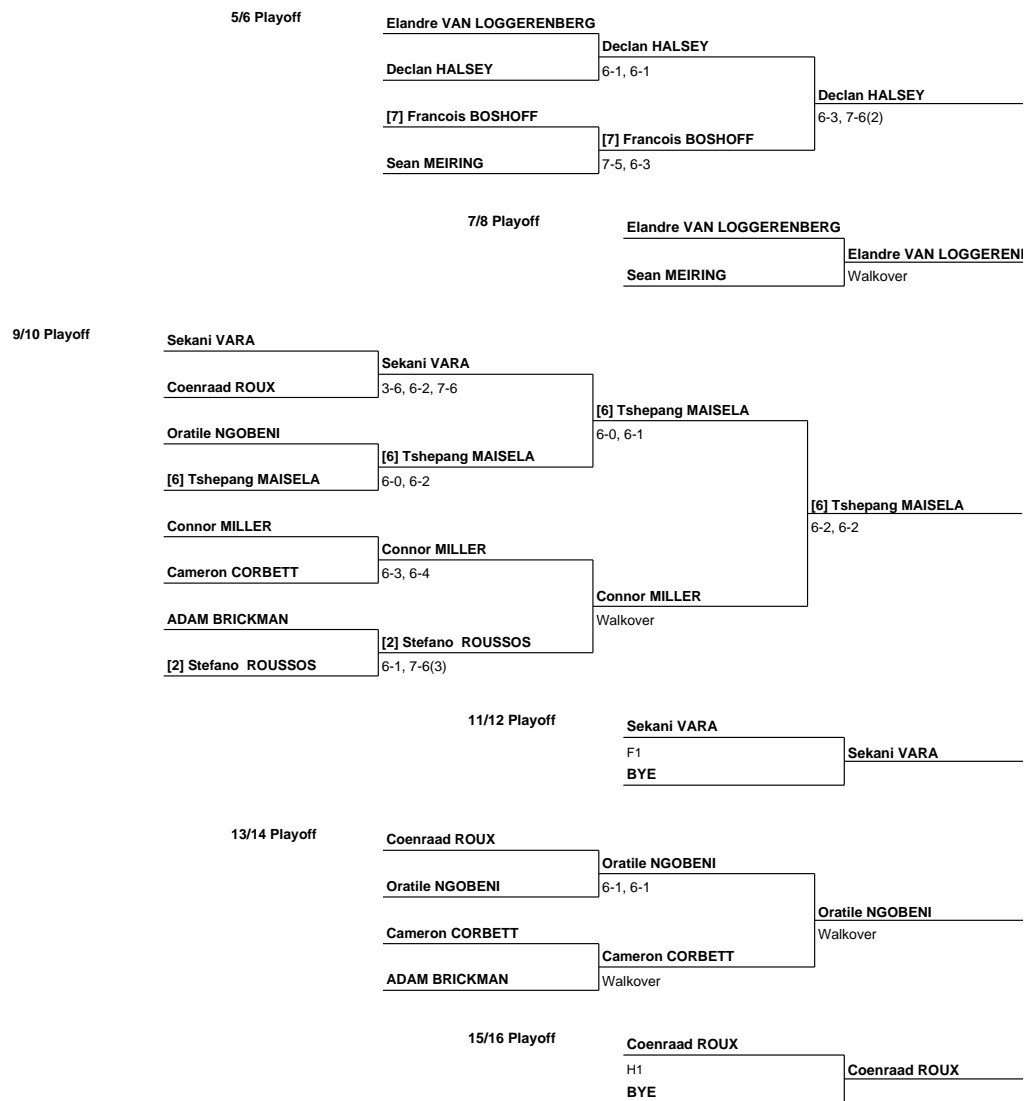 5/6 Playoff
Elandre VAN LOGGERENBERG
Declan HALSEY
Declan HALSEY
6-1, 6-1
Declan HALSEY
6-3, 7-6(2)
[7] Francois BOSHOFF
[7] Francois BOSHOFF
Sean MEIRING
7-5, 6-3
7/8 Playoff
Elandre VAN LOGGERENBERG
Elandre VAN LOGGEREN
Sean MEIRING
Walkover
9/10 Playoff
Sekani VARA
Sekani VARA
Coenraad ROUX
3-6, 6-2, 7-6
[6] Tshepang MAISELA
6-0, 6-1
Oratile NGOBENI
[6] Tshepang MAISELA
[6] Tshepang MAISELA
6-0, 6-2
[6] Tshepang MAISELA
6-2, 6-2
Connor MILLER
Connor MILLER
Cameron CORBETT
6-3, 6-4
Connor MILLER
Walkover
ADAM BRICKMAN
[2] Stefano  ROUSSOS
[2] Stefano  ROUSSOS
6-1, 7-6(3)
11/12 Playoff
Sekani VARA
F1
Sekani VARA
BYE
13/14 Playoff
Coenraad ROUX
Oratile NGOBENI
Oratile NGOBENI
6-1, 6-1
Oratile NGOBENI
Walkover
Cameron CORBETT
Cameron CORBETT
ADAM BRICKMAN
Walkover
15/16 Playoff
Coenraad ROUX
H1
Coenraad ROUX
BYE